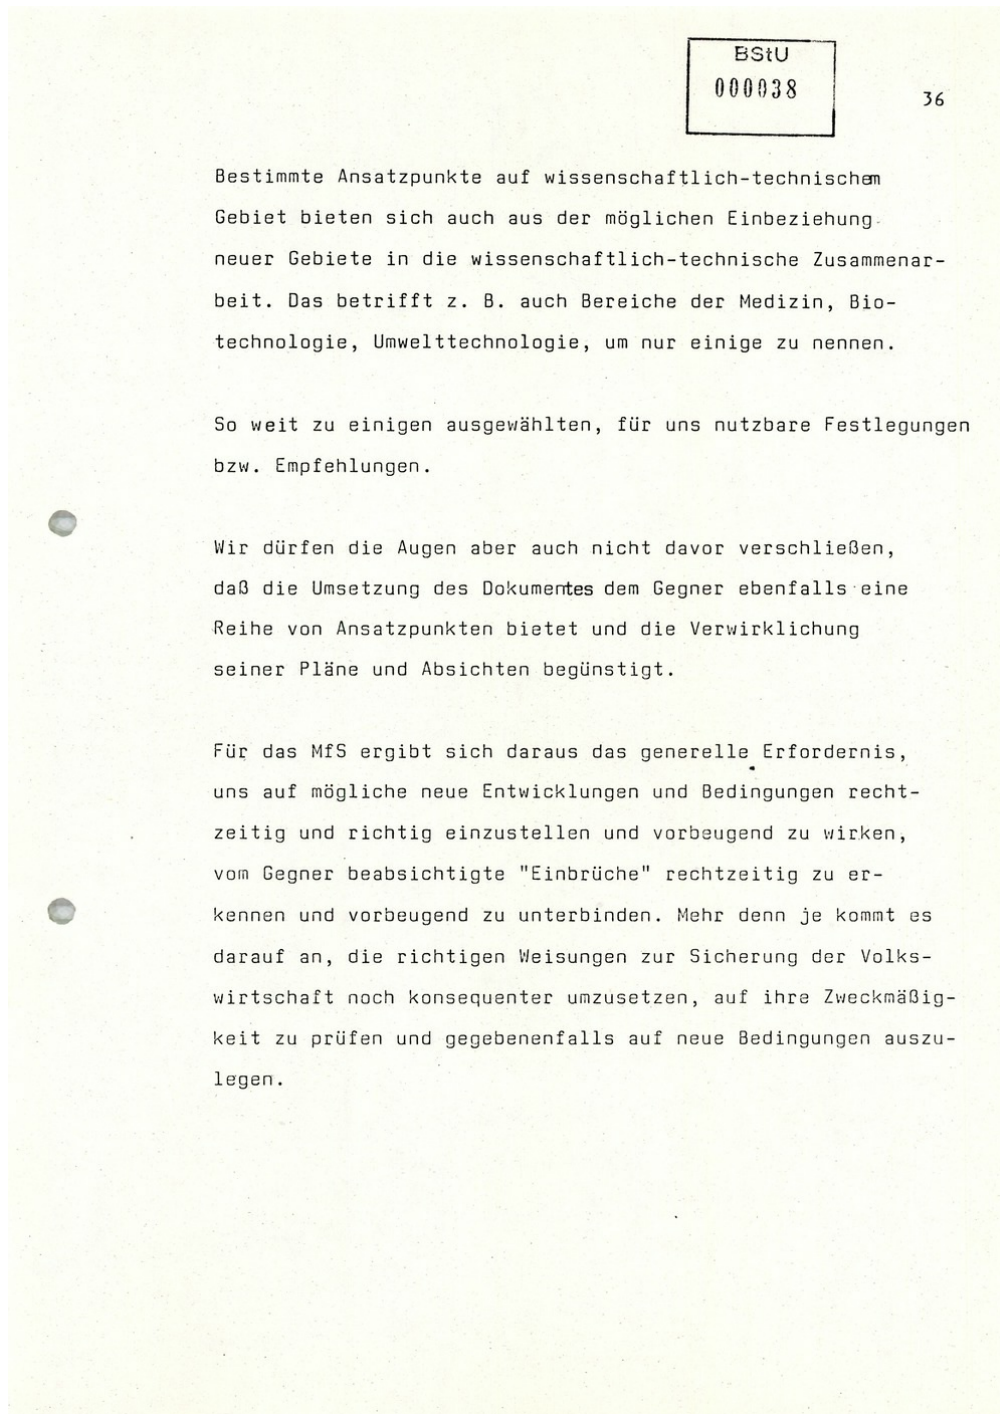 BStU
000038
36
Bestimmte Ansatzpunkte auf wissenschaftlich-technischem
Gebiet bieten sich auch aus der möglichen Einbeziehung
neuer Gebiete in die wissenschaftlich-technische Zusammenar-
beit. Das betrifft z. B. auch Bereiche der Medizin, Bio-
technologie, Umwelttechnologie, um nur einige zu nennen.
So weit zu einigen ausgewählten, für uns nutzbare Festlegungen
bzw. Empfehlungen.
Wir dürfen die Augen aber auch nicht davor verschließen,
daß die Umsetzung des Dokumentes dem Gegner ebenfalls eine
Reihe von Ansatzpunkten bietet und die Verwirklichung
seiner Pläne und Absichten begünstigt.
Für das MfS ergibt sich daraus das generelle Erfordernis,
uns auf mögliche neue Entwicklungen und Bedingungen recht-
zeitig und richtig einzustellen und vorbeugend zu wirken,
vom Gegner beabsichtigte "Einbrüche" rechtzeitig zu er-
kennen und vorbeugend zu unterbinden. Mehr denn je kommt es
darauf an, die richtigen Weisungen zur Sicherung der Volks-
wirtschaft noch konsequenter umzusetzen, auf ihre Zweckmäßig-
keit zu prüfen und gegebenenfalls auf neue Bedingungen auszu-
legen.